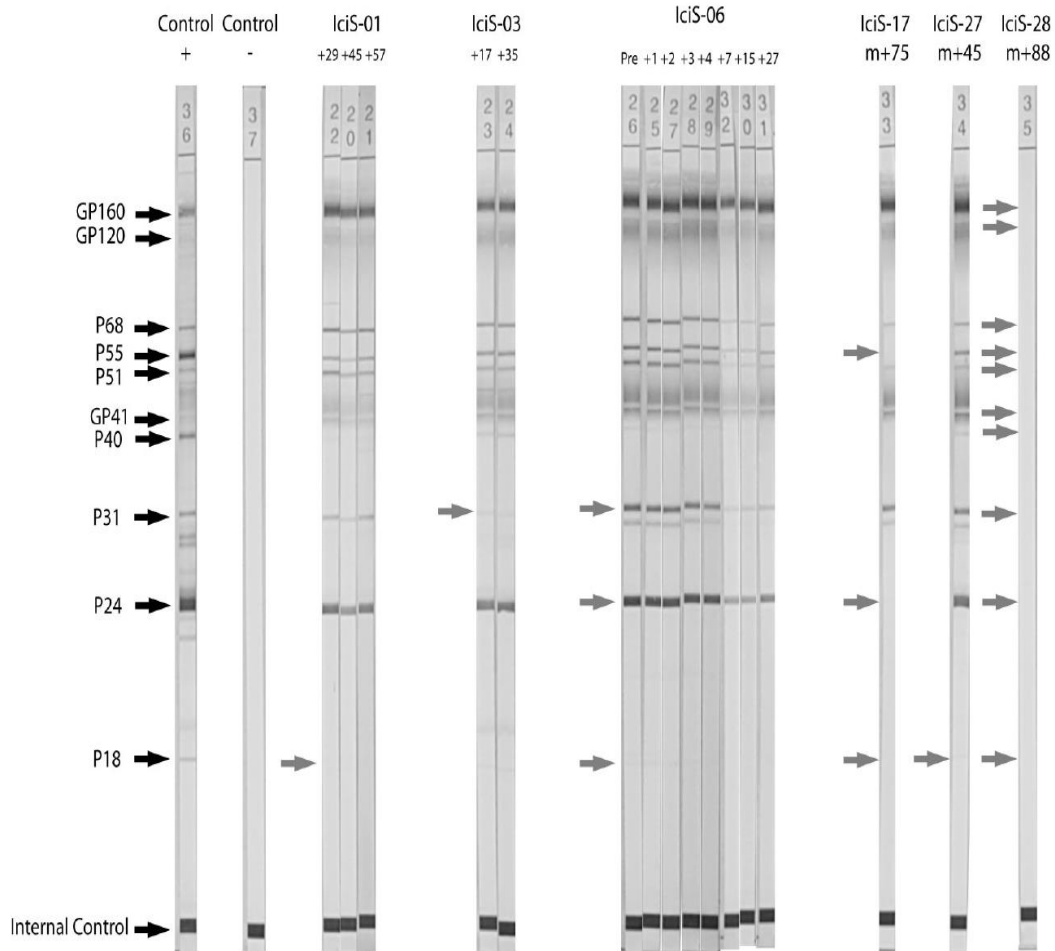 Control Control IciS-01 IciS-03 IciS-06 IciS-17 IciS-27 IciS-28
+ - +29 +45 +57 +17 +35 Pre +1 +2 +3 +4 +7 +15 +27 m+75 m+45 m+88
36 37 22 20 21 23 24 26 25 27 28 29 32 30 31 33 34 35
GP160
GP120
P68
P55
P51
GP41
P40
P31
P24
P18
Internal Control